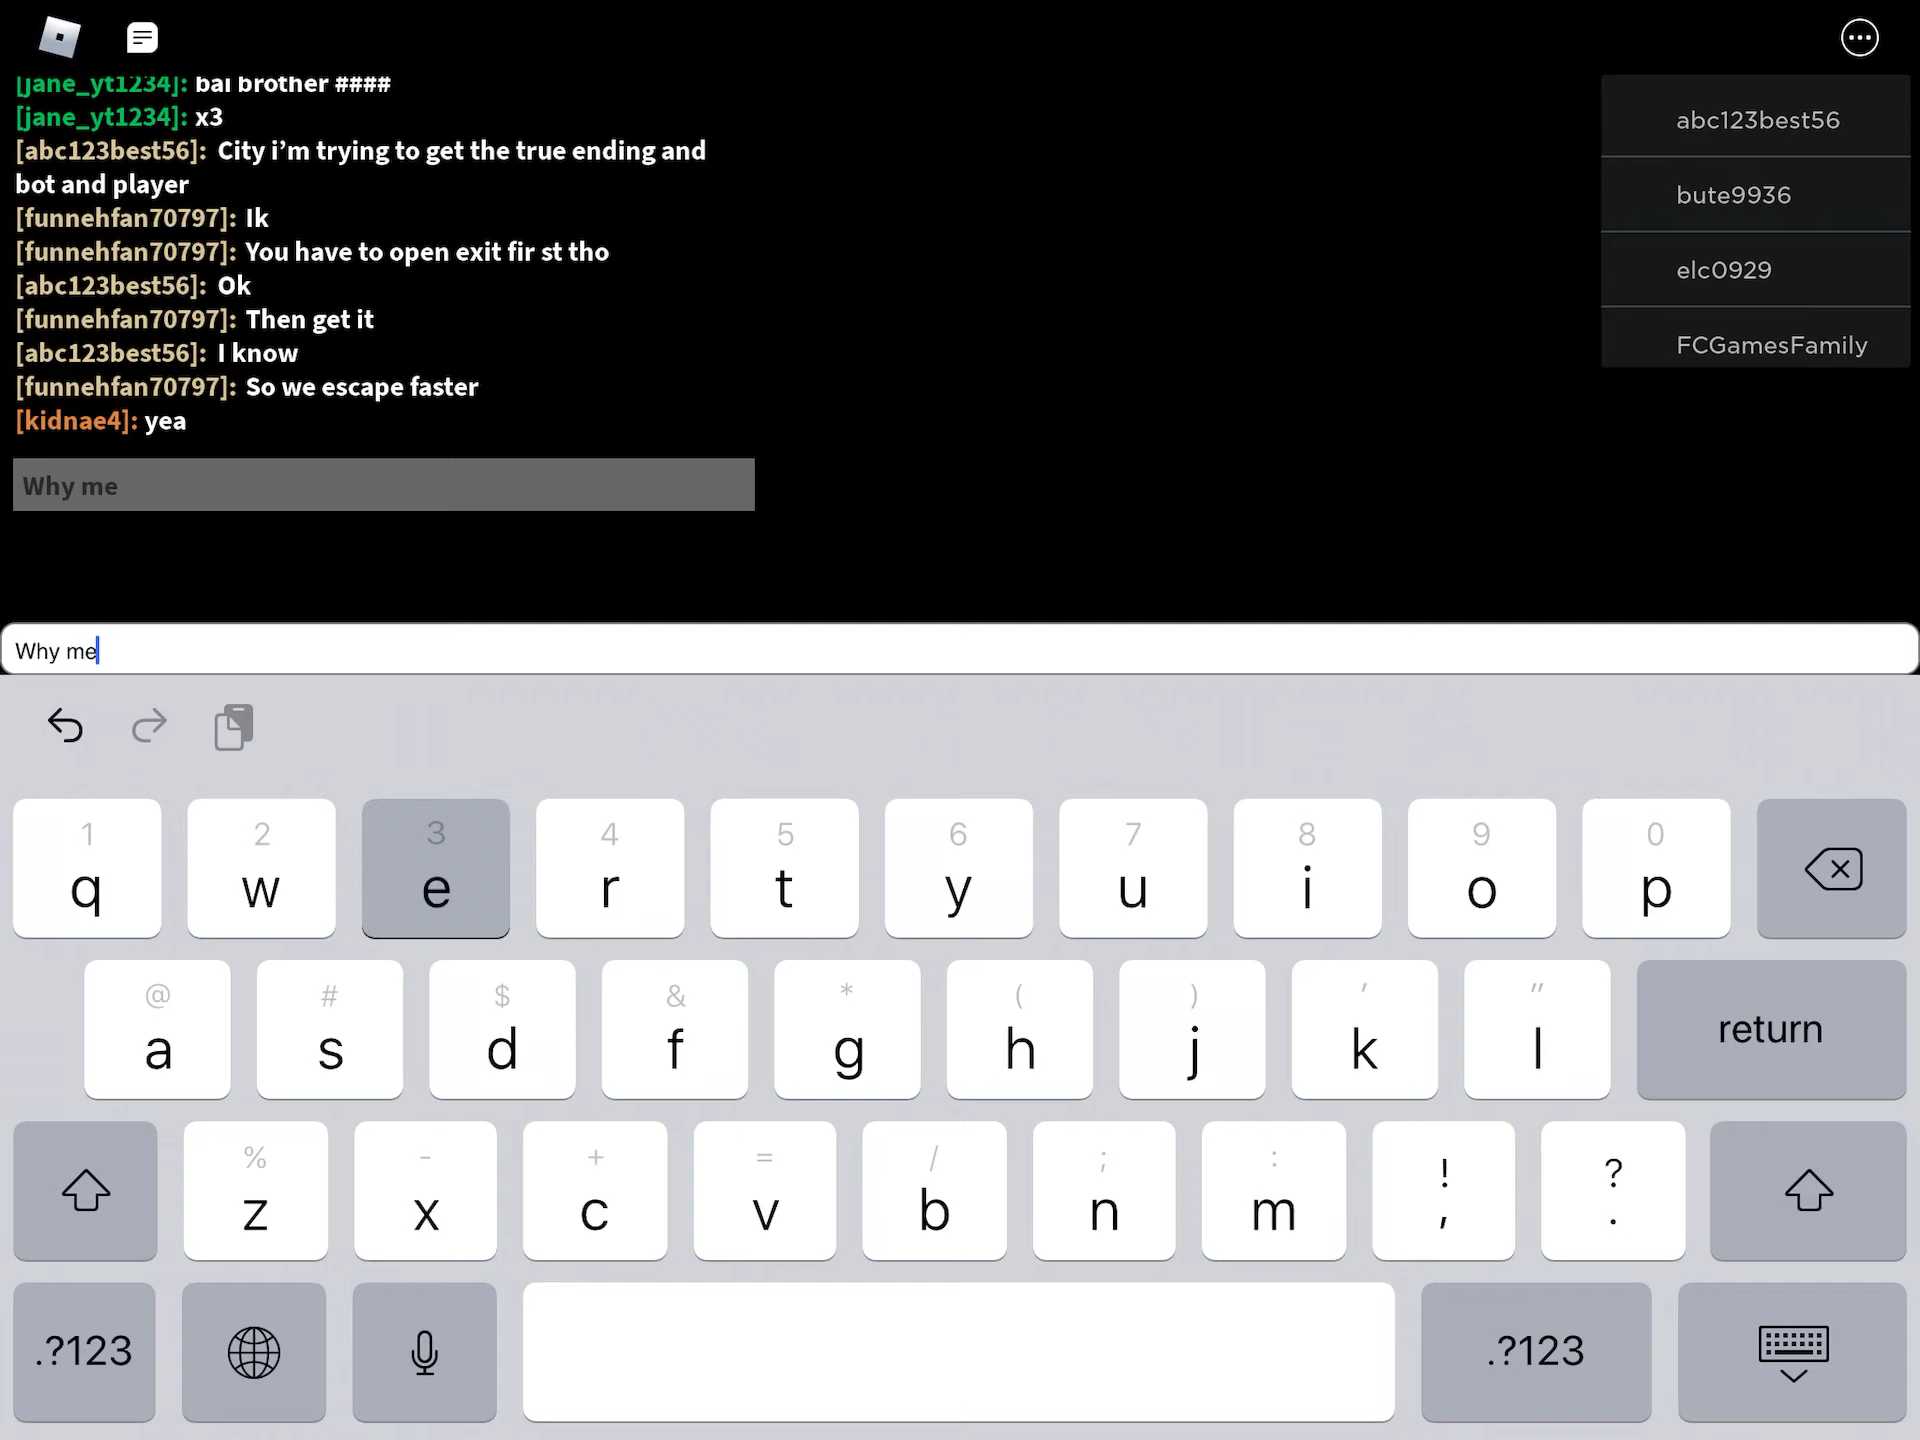 [jane_yt1234]: bai brother ####
[jane_yt1234]: x3
[abc123best56]: City i'm trying to get the true ending and
bot and player
[funnehfan70797]: Ik
[funnehfan70797]: You have to open exit fir st tho
[abc123best56]: Ok
[funnehfan70797]: Then get it
[abc123best56]: I know
[funnehfan70797]: So we escape faster
[kidnae4]: yea
Why me
abc123best56
bute9936
elc0929
FCGamesFamily
Why me
1 2 3 4 5 6 7 8 9 0
q w e r t y u i o p
@ # $ & * ( ) ' "
a s d f g h j k l return
% - + = / ; : ! ?
z x c v b n m , .
.?123 .?123